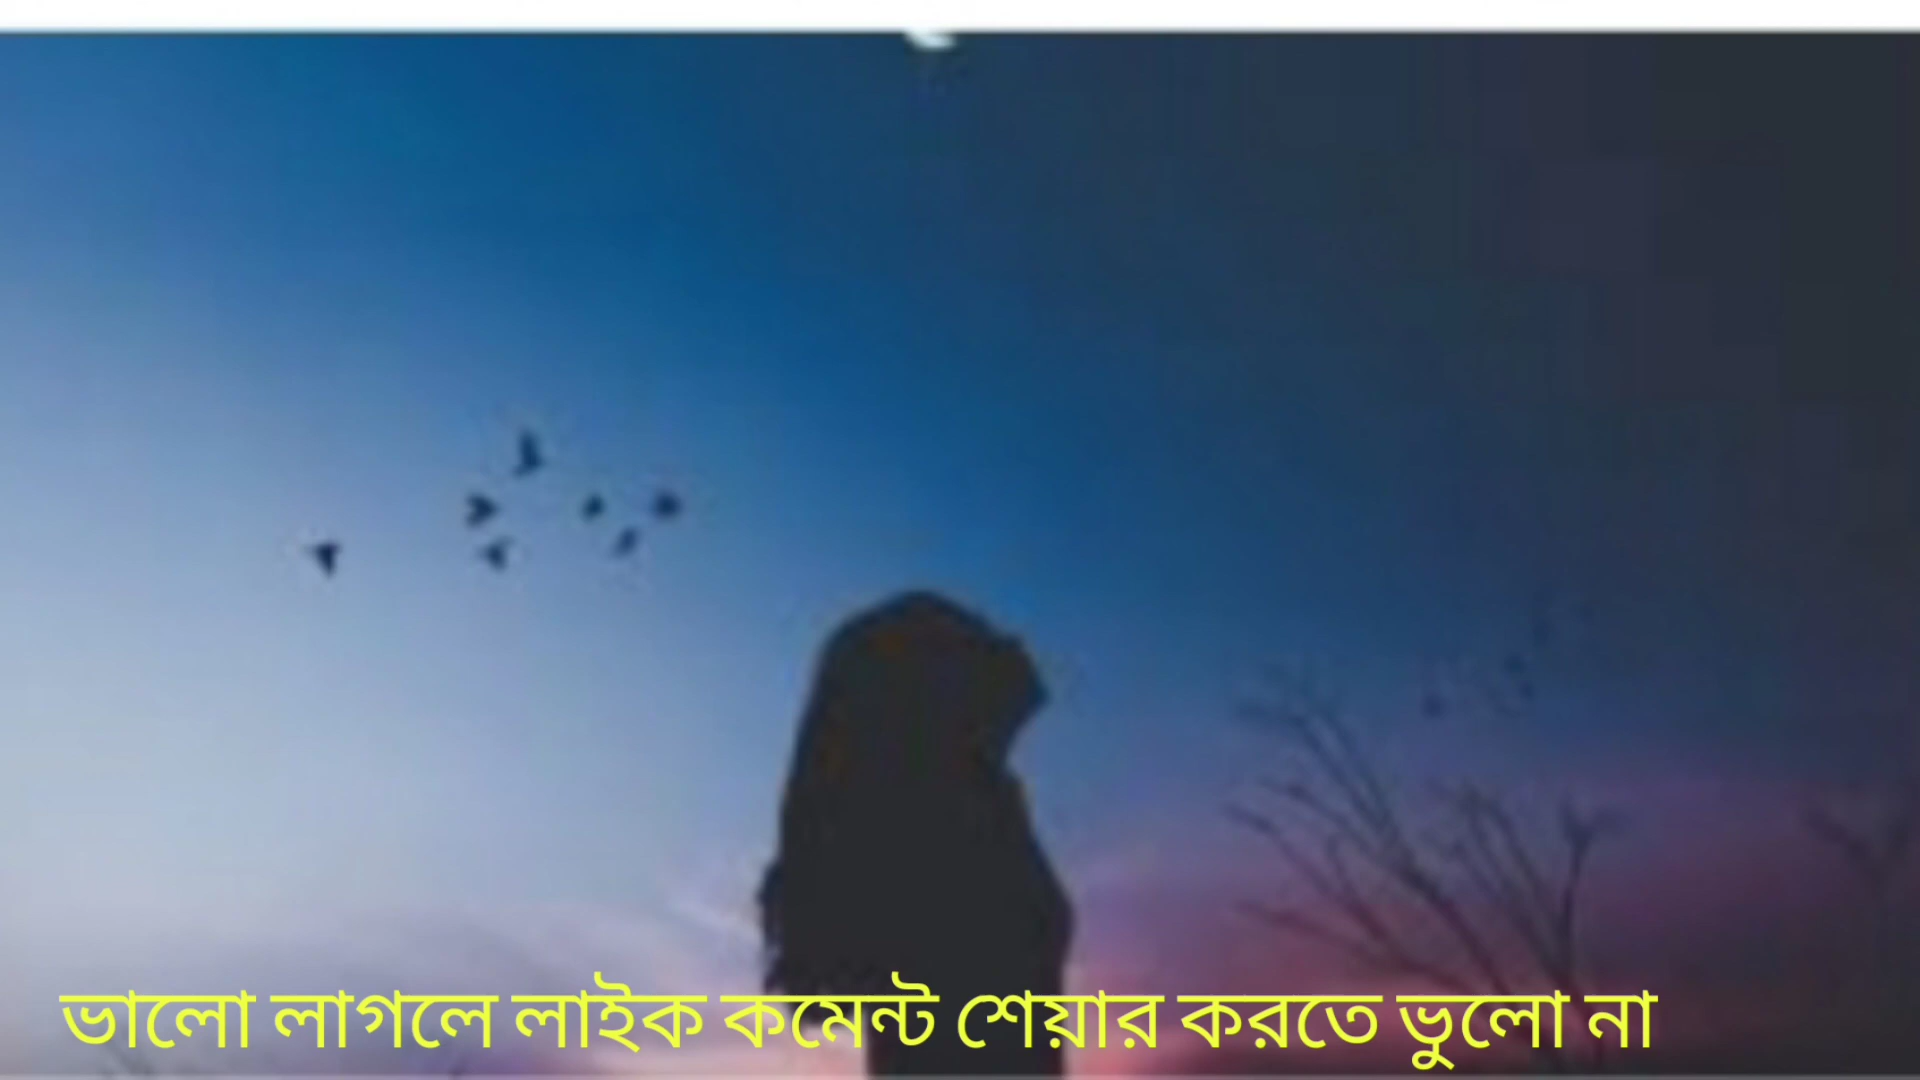 ভালো লাগলে লাইক কমেন্ট শেয়ার করতে ভুলো না